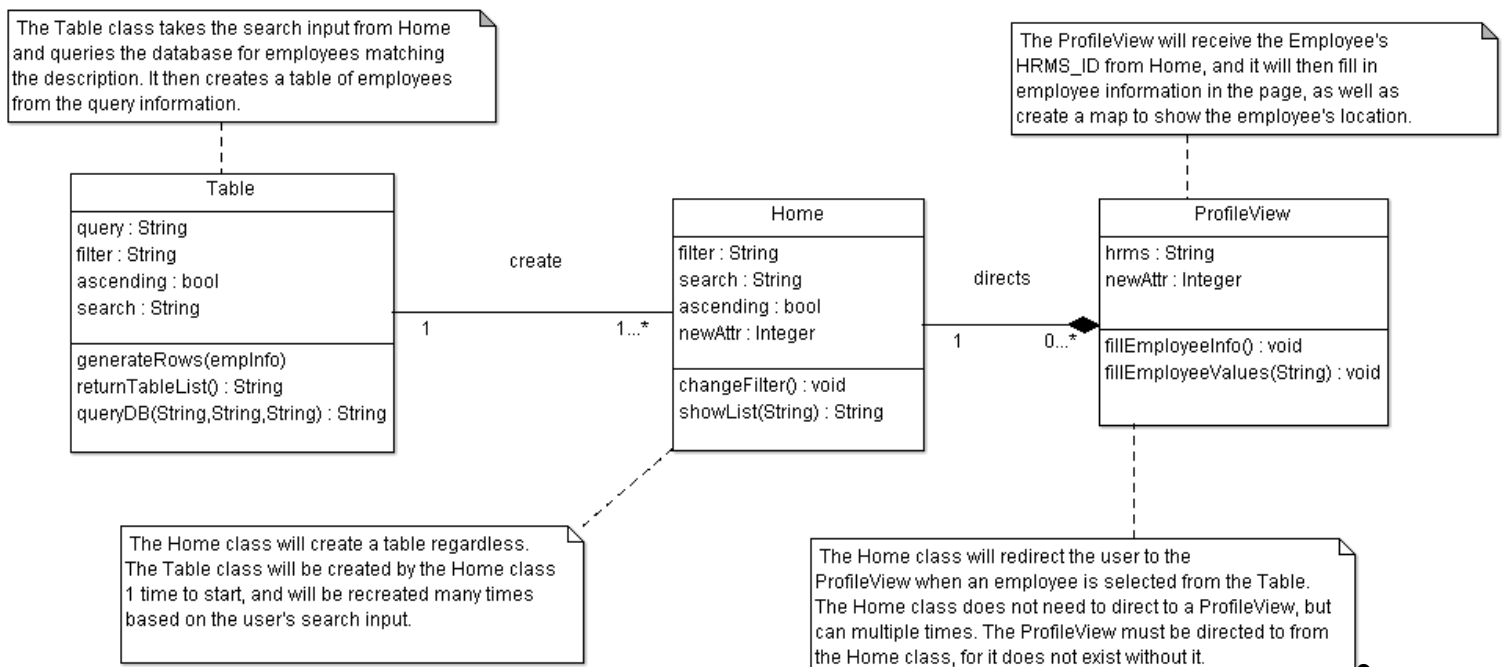 The Table class takes the search input from Home
and queries the database for employees matching
the description. It then creates a table of employees
from the query information.
The ProfileView will receive the Employee's
HRMS_ID from Home, and it will then fill in
employee information in the page, as well as
create a map to show the employee's location.
Table
query : String
filter : String
ascending : bool
search : String
generateRows(empInfo)
returnTableList() : String
queryDB(String,String,String) : String
create
1
1...*
Home
filter : String
search : String
ascending : bool
newAttr : Integer
changeFilter() : void
showList(String) : String
directs
1
0...*
ProfileView
hrms : String
newAttr : Integer
fillEmployeeInfo() : void
fillEmployeeValues(String) : void
The Home class will create a table regardless.
The Table class will be created by the Home class
1 time to start, and will be recreated many times
based on the user's search input.
The Home class will redirect the user to the
ProfileView when an employee is selected from the Table.
The Home class does not need to direct to a ProfileView, but
can multiple times. The ProfileView must be directed to from
the Home class, for it does not exist without it.